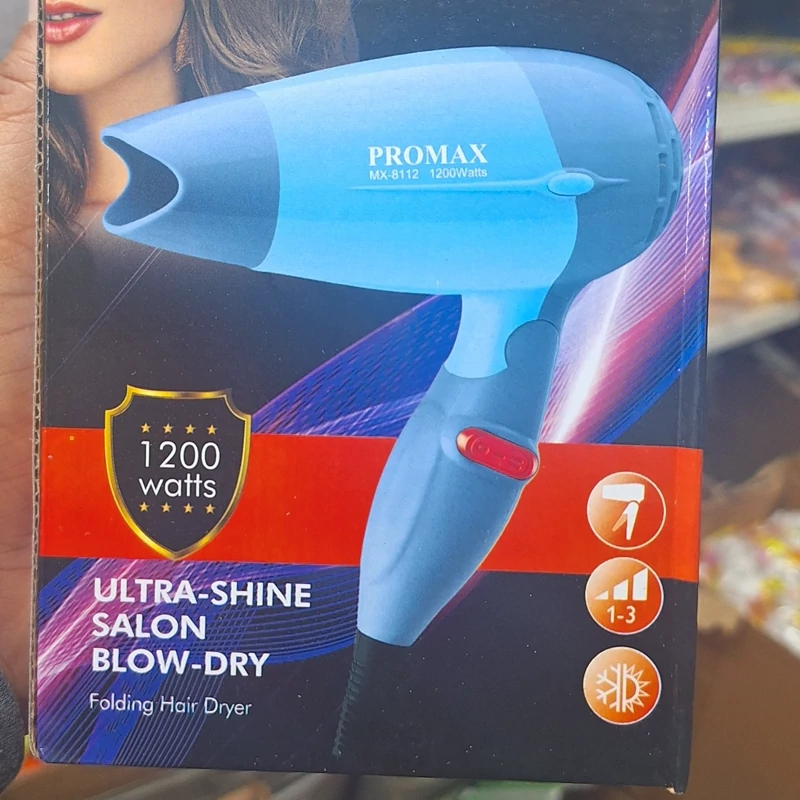 PROMAX
MX-8112 1200Watts
1200
watts
ULTRA-SHINE
SALON
BLOW-DRY
Folding Hair Dryer
1-3